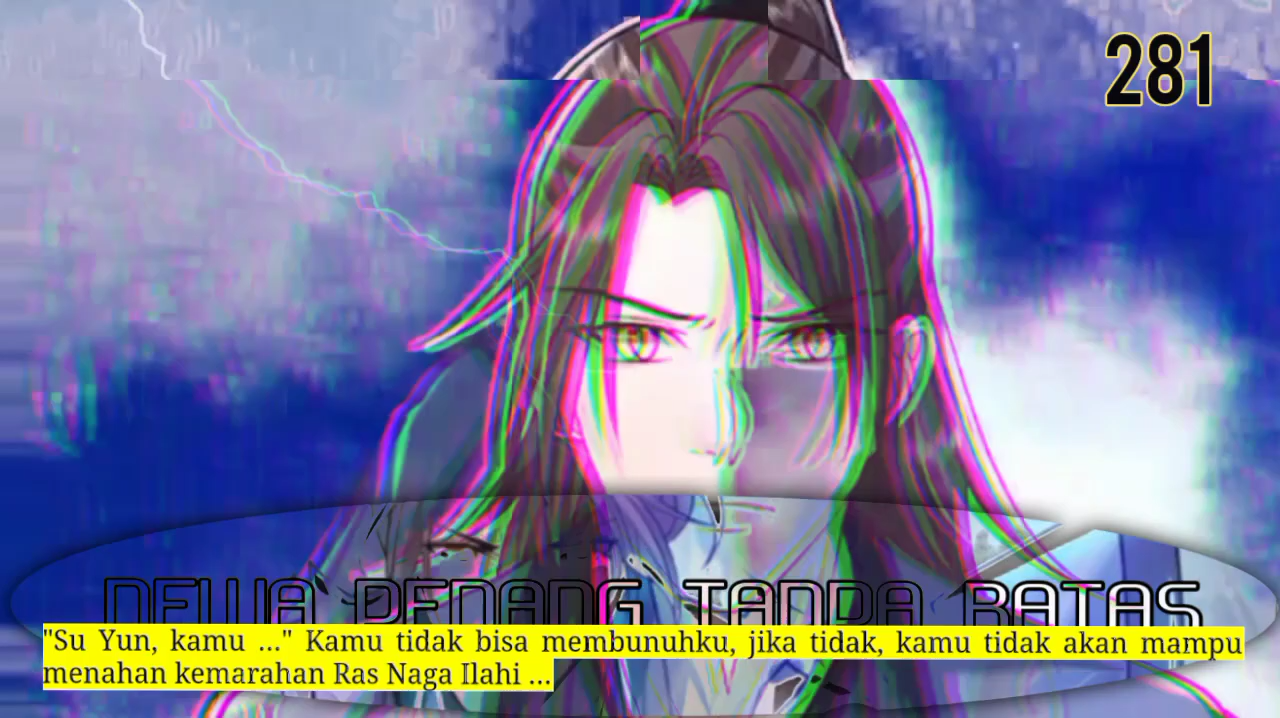 281
DEWA PEDANG TANPA BATAS
"Su Yun, kamu ..." Kamu tidak bisa membunuhku, jika tidak, kamu tidak akan mampu
menahan kemarahan Ras Naga Ilahi ...